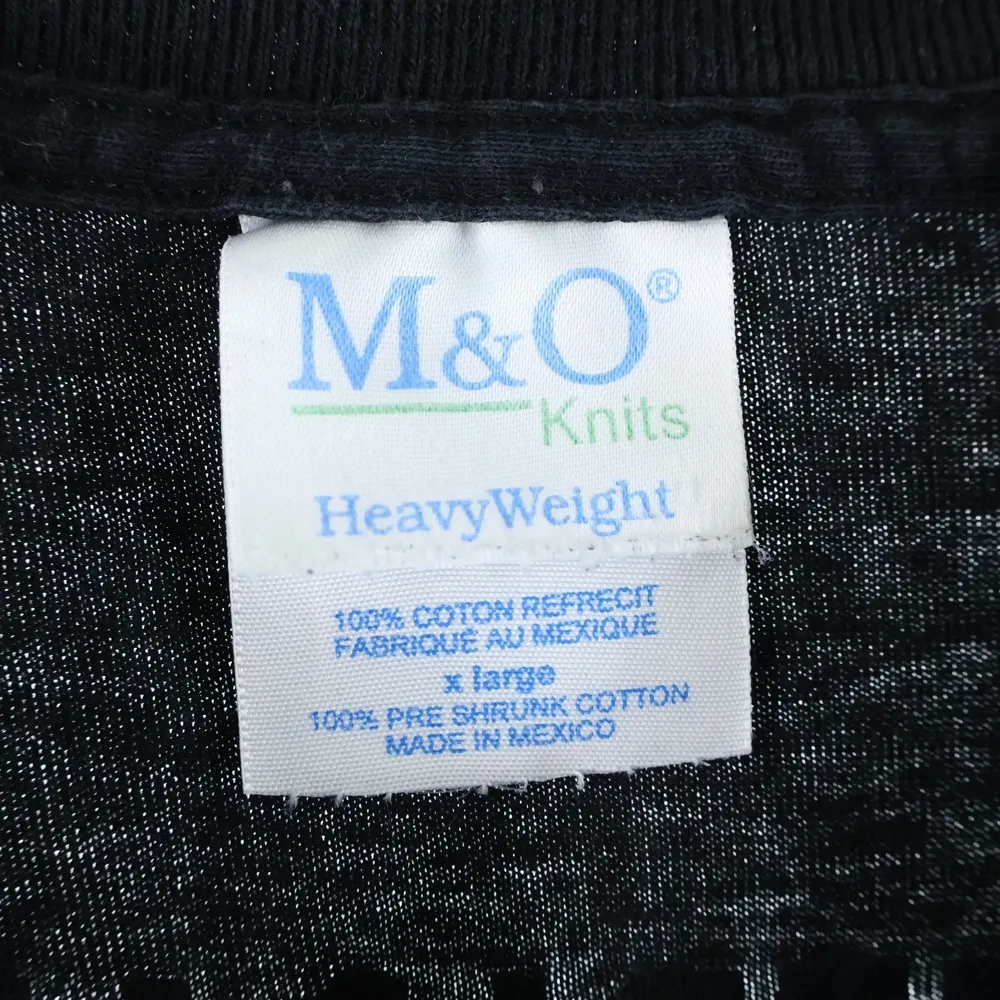 M&O®
Knits
HeavyWeight
100% COTON REFRECIT
FABRIQUÉ AU MEXIQUE
x large
100% PRE SHRUNK COTTON
MADE IN MEXICO